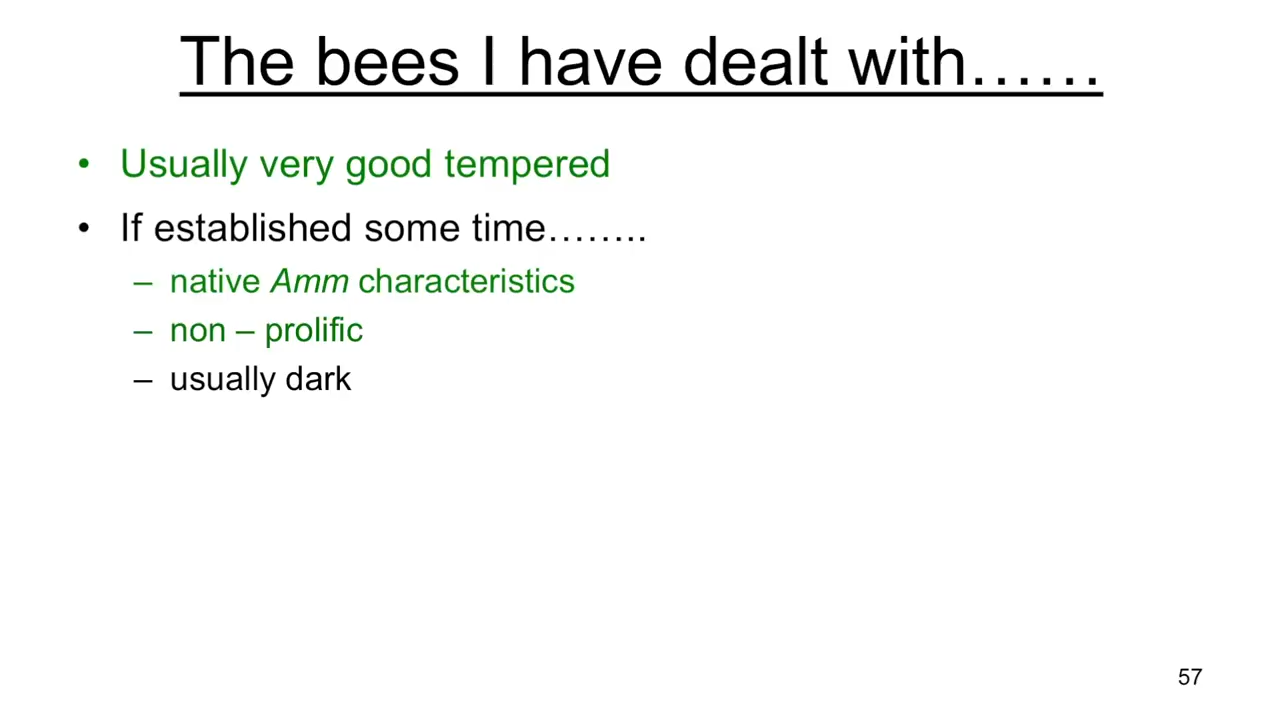 The bees I have dealt with……
• Usually very good tempered
• If established some time……..
– native Amm characteristics
– non – prolific
– usually dark
57